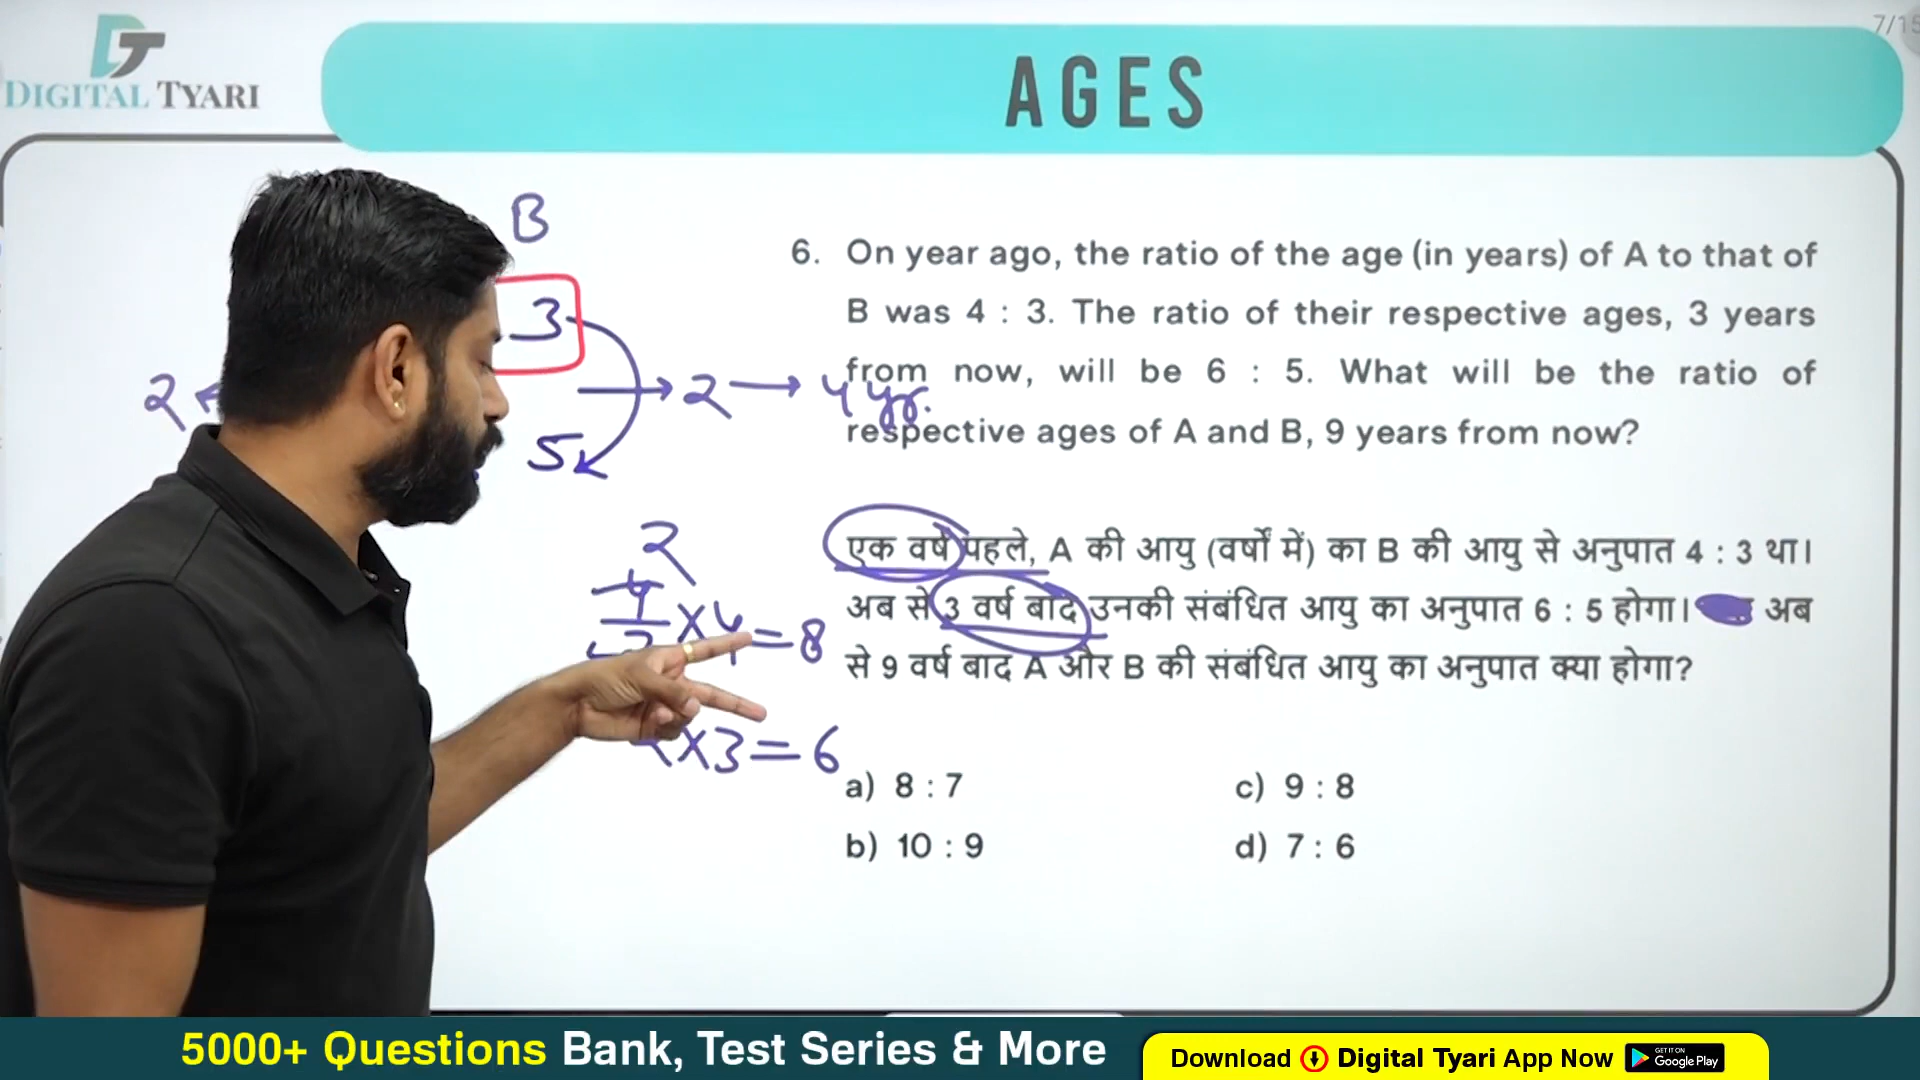 7/15
DIGITAL TYARI
AGES
B
3
2
2 → 4 yr.
5
6. On year ago, the ratio of the age (in years) of A to that of
B was 4 : 3. The ratio of their respective ages, 3 years
from now, will be 6 : 5. What will be the ratio of
respective ages of A and B, 9 years from now?
एक वर्ष पहले, A की आयु (वर्षों में) का B की आयु से अनुपात 4 : 3 था।
अब से 3 वर्ष बाद उनकी संबंधित आयु का अनुपात 6 : 5 होगा। अब
से 9 वर्ष बाद A और B की संबंधित आयु का अनुपात क्या होगा?
2
4
×4=8
×3=6
a) 8 : 7
c) 9 : 8
b) 10 : 9
d) 7 : 6
5000+ Questions Bank, Test Series & More
Download Digital Tyari App Now
GET IT ON
Google Play